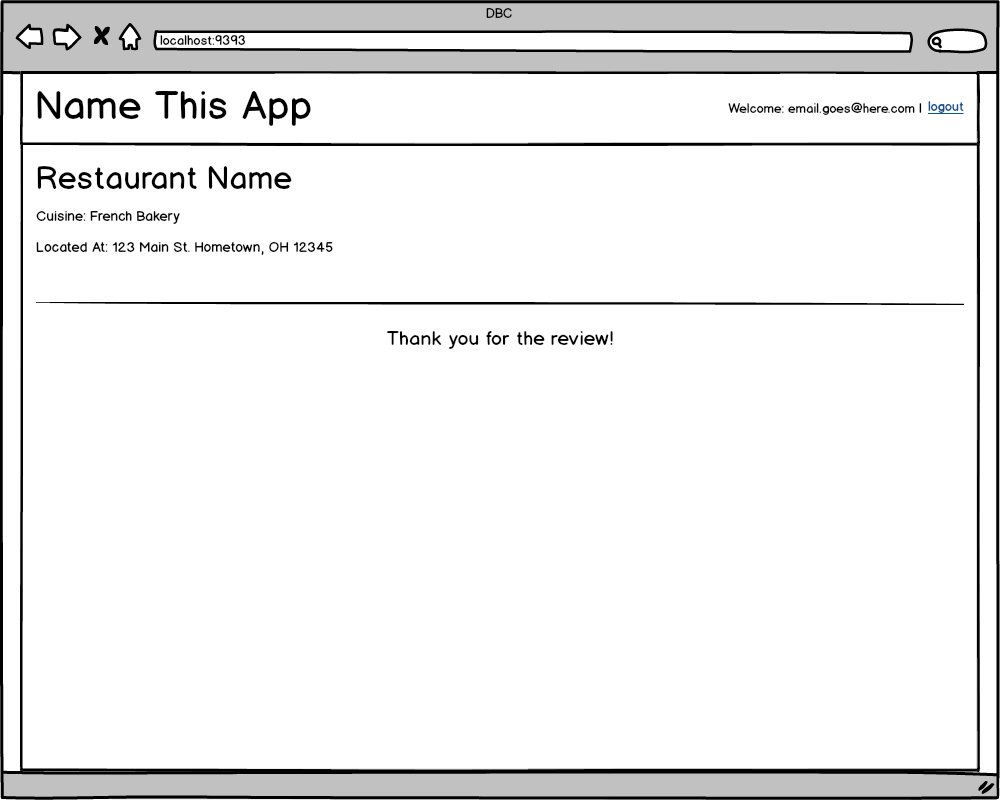 DBC
localhost:9393
Name This App
Welcome: email.goes@here.com | logout
Restaurant Name
Cuisine: French Bakery
Located At: 123 Main St. Hometown, OH 12345
Thank you for the review!